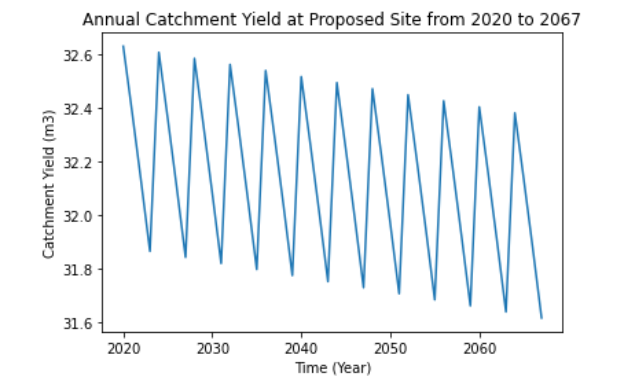 Annual Catchment Yield at Proposed Site from 2020 to 2067
Catchment Yield (m3)
32.6
32.4
32.2
32.0
31.8
31.6
2020 2030 2040 2050 2060
Time (Year)